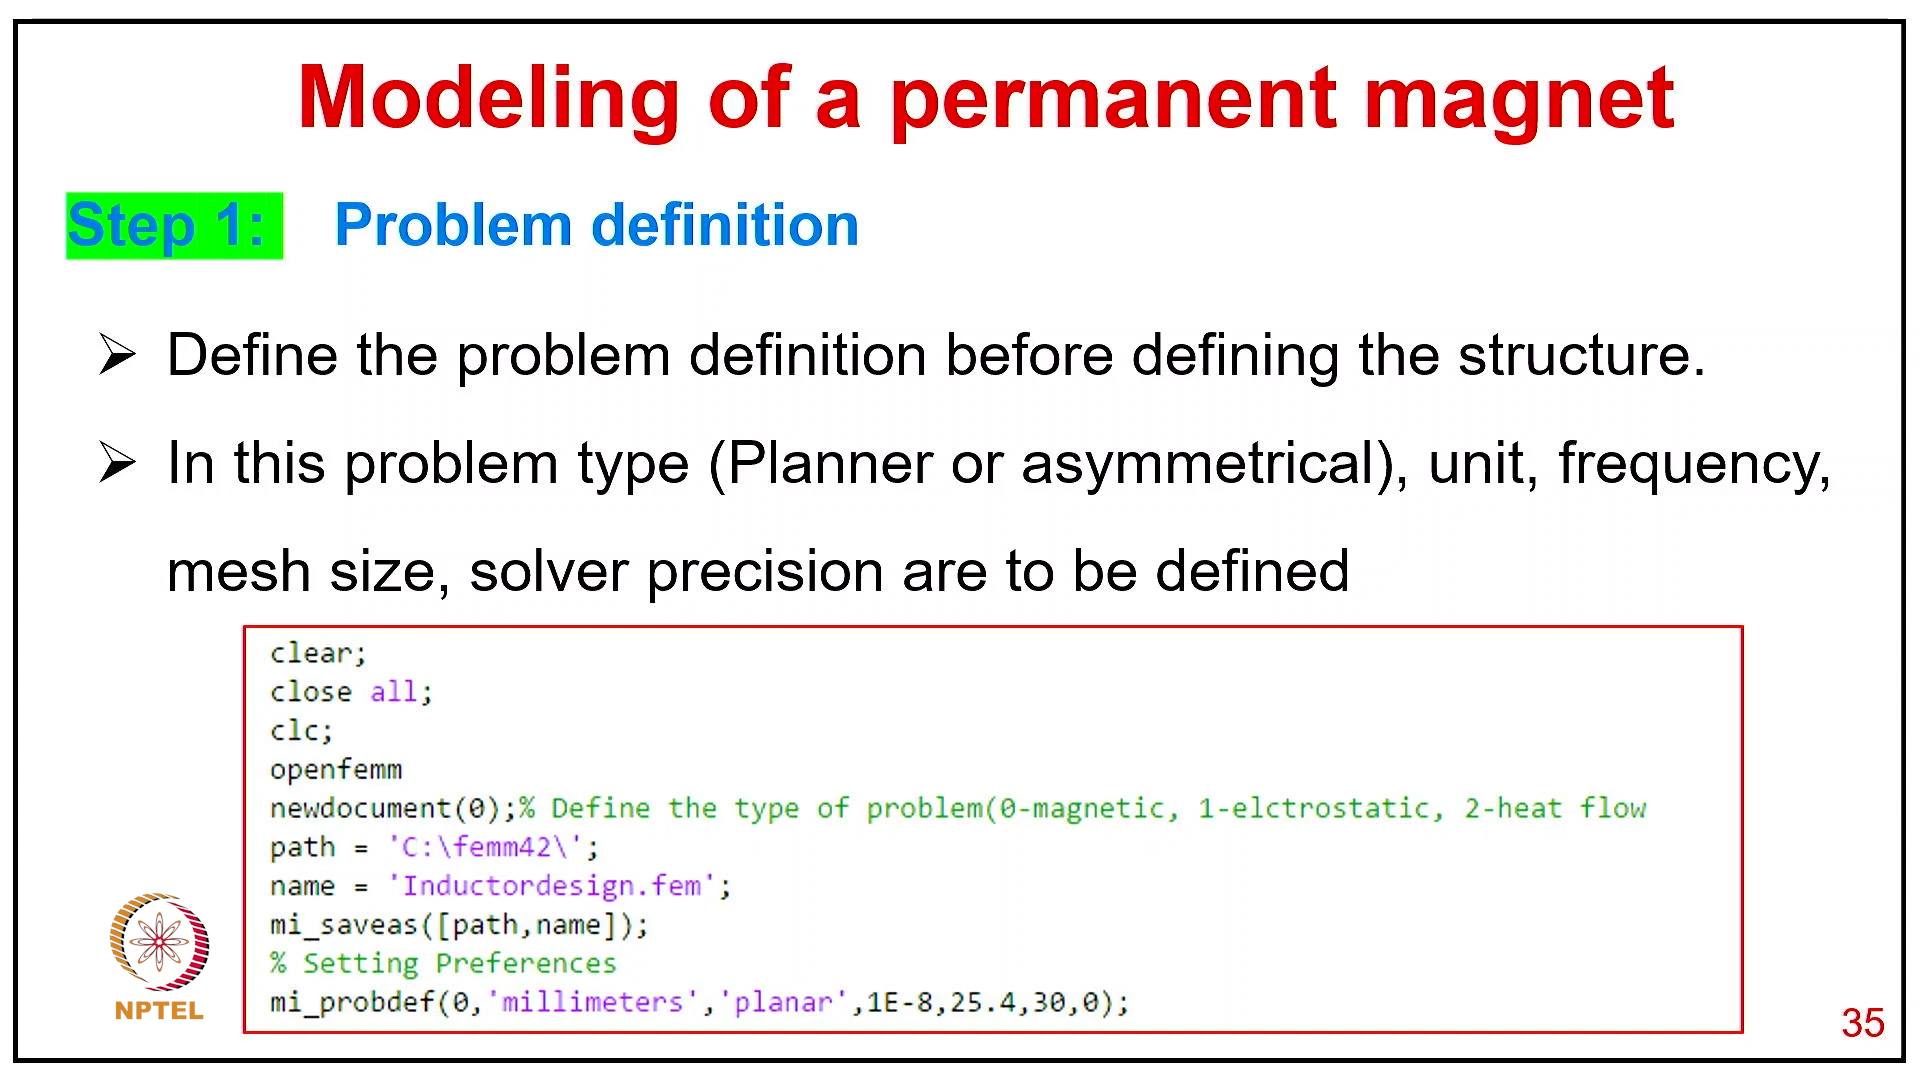 Modeling of a permanent magnet
Step 1: Problem definition
➢ Define the problem definition before defining the structure.
➢ In this problem type (Planner or asymmetrical), unit, frequency,
mesh size, solver precision are to be defined
clear;
close all;
clc;
openfemm
newdocument(0);% Define the type of problem(0-magnetic, 1-elctrostatic, 2-heat flow
path = 'C:\femm42\';
name = 'Inductordesign.fem';
mi_saveas([path,name]);
% Setting Preferences
mi_probdef(0,'millimeters','planar',1E-8,25.4,30,0);
NPTEL
35